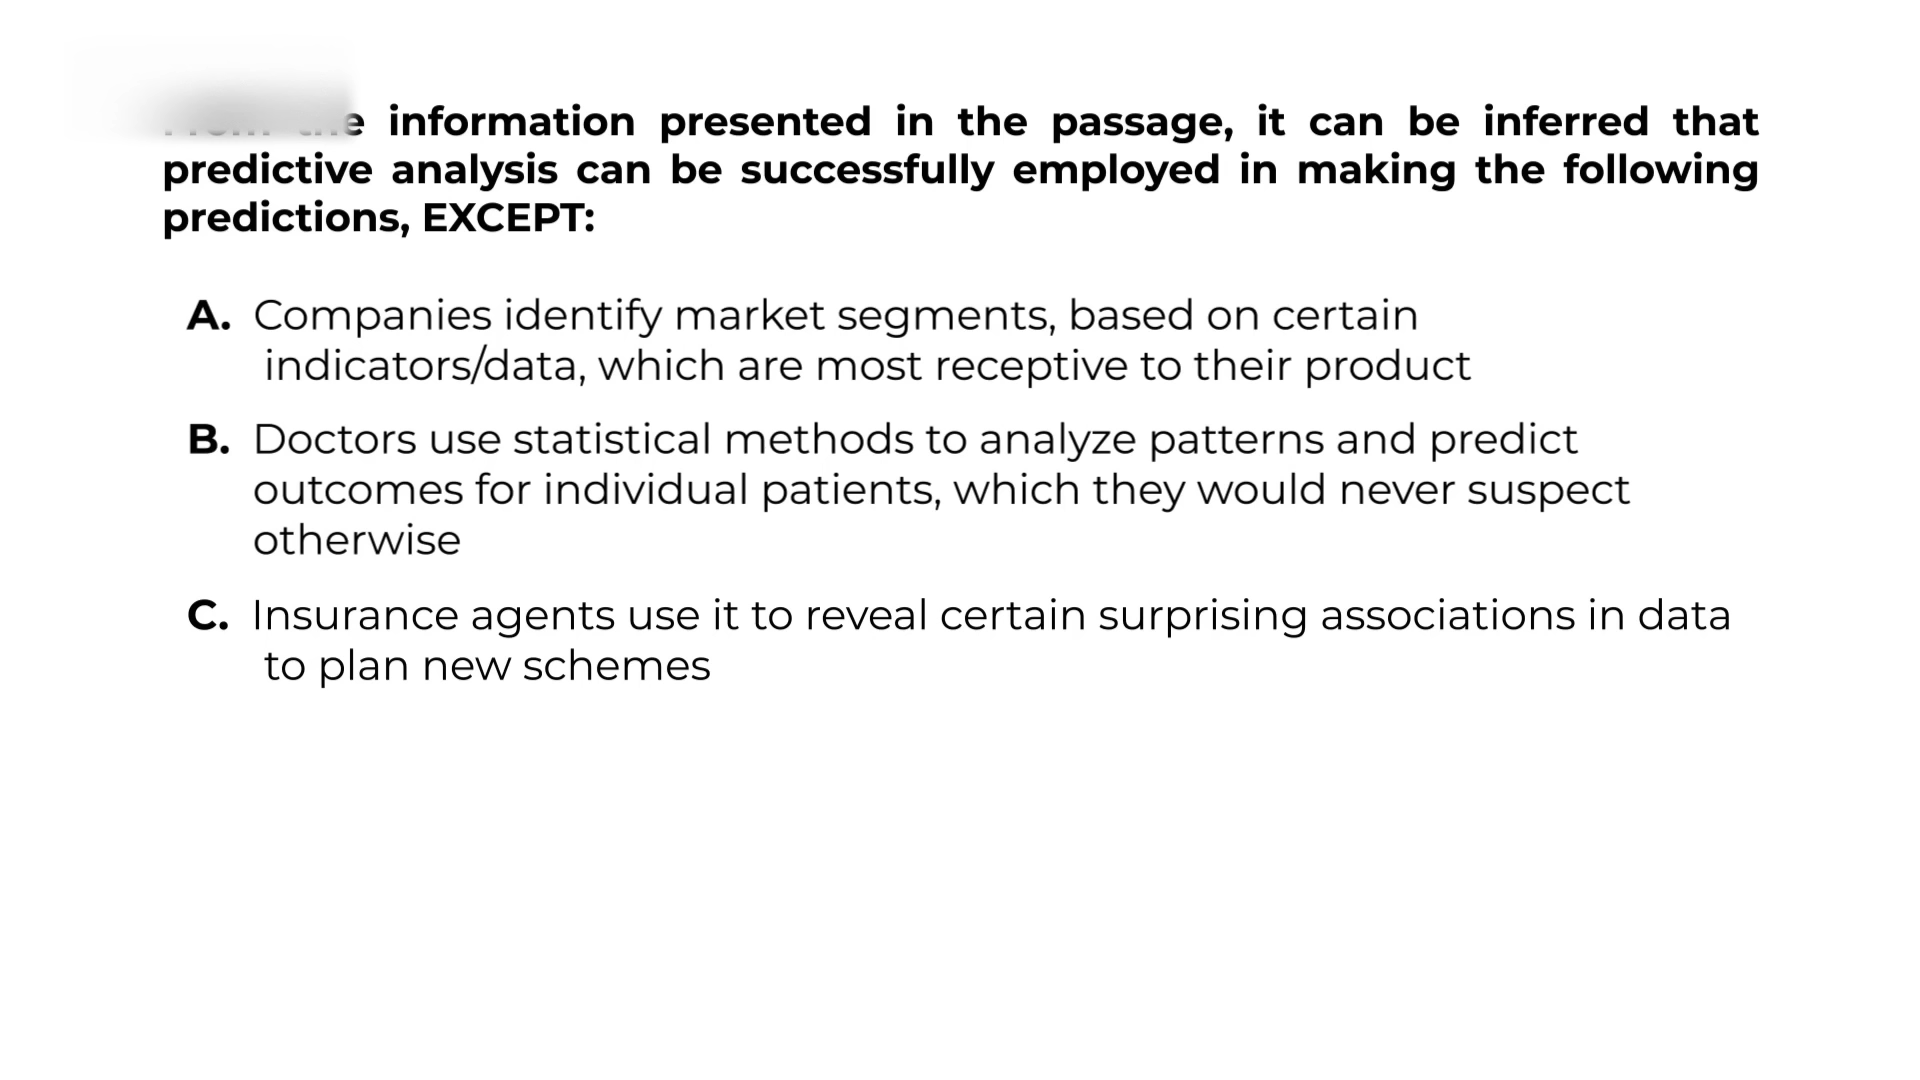 information presented in the passage, it can be inferred that
predictive analysis can be successfully employed in making the following
predictions, EXCEPT:
A. Companies identify market segments, based on certain
indicators/data, which are most receptive to their product
B. Doctors use statistical methods to analyze patterns and predict
outcomes for individual patients, which they would never suspect
otherwise
C. Insurance agents use it to reveal certain surprising associations in data
to plan new schemes